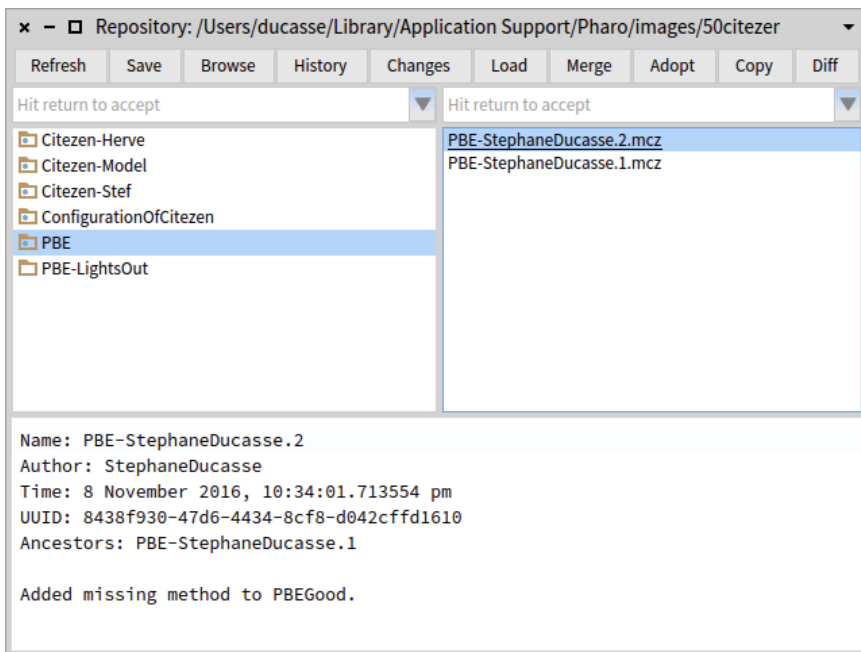 Repository: /Users/ducasse/Library/Application Support/Pharo/images/50citezer
Refresh Save Browse History Changes Load Merge Adopt Copy Diff
Hit return to accept
Hit return to accept
Citezen-Herve
Citezen-Model
Citezen-Stef
ConfigurationOfCitezen
PBE
PBE-LightsOut
PBE-StephaneDucasse.2.mcz
PBE-StephaneDucasse.1.mcz
Name: PBE-StephaneDucasse.2
Author: StephaneDucasse
Time: 8 November 2016, 10:34:01.713554 pm
UUID: 8438f930-47d6-4434-8cf8-d042cffd1610
Ancestors: PBE-StephaneDucasse.1
Added missing method to PBEGood.